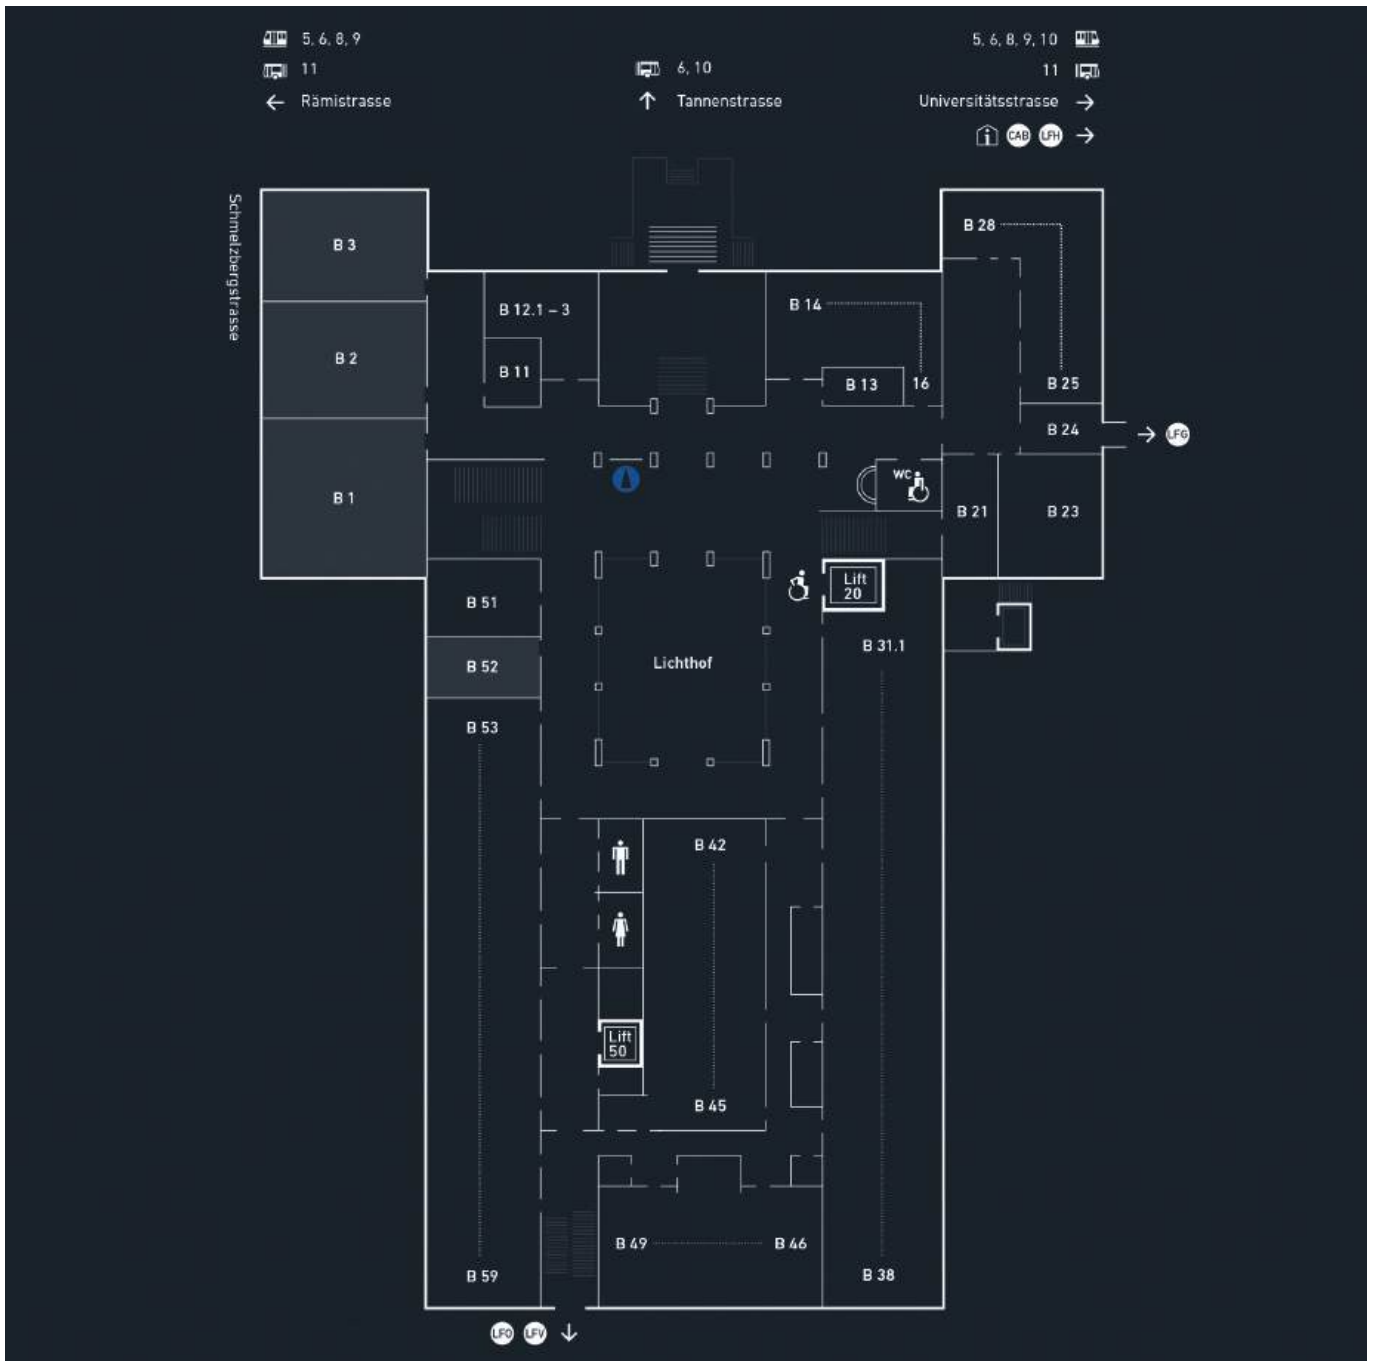 5, 6, 8, 9
11
Rämistrasse
6, 10
Tannenstrasse
5, 6, 8, 9, 10
11
Universitätsstrasse
i CAB LFH
Schmelzbergstrasse
B 3
B 28
B 12.1 – 3
B 14
B 2
B 11
B 13
16
B 25
B 24
LFG
B 1
WC
B 21
B 23
B 51
Lift
20
B 31.1
B 52
Lichthof
B 53
B 42
Lift
50
B 45
B 49
B 46
B 59
B 38
LFO LFV